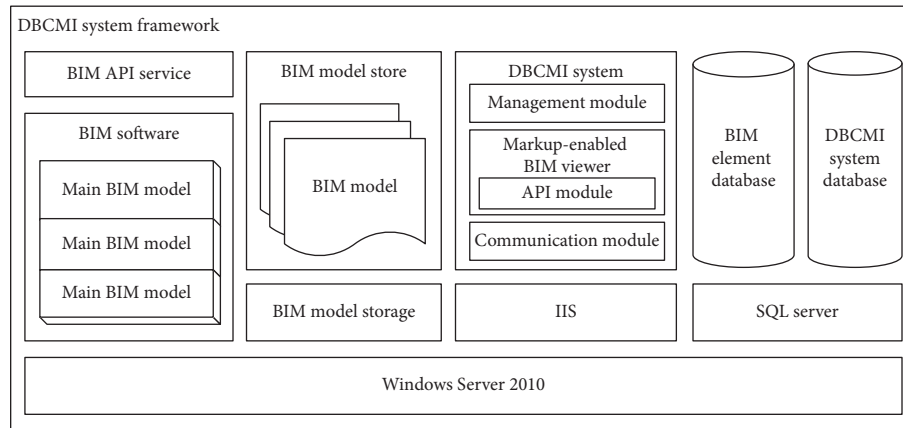 DBCMI system framework
BIM API service
BIM software
Main BIM model
Main BIM model
Main BIM model
BIM model store
BIM model
BIM model storage
DBCMI system
Management module
Markup-enabled
BIM viewer
API module
Communication module
IIS
BIM
element
database
DBCMI
system
database
SQL server
Windows Server 2010